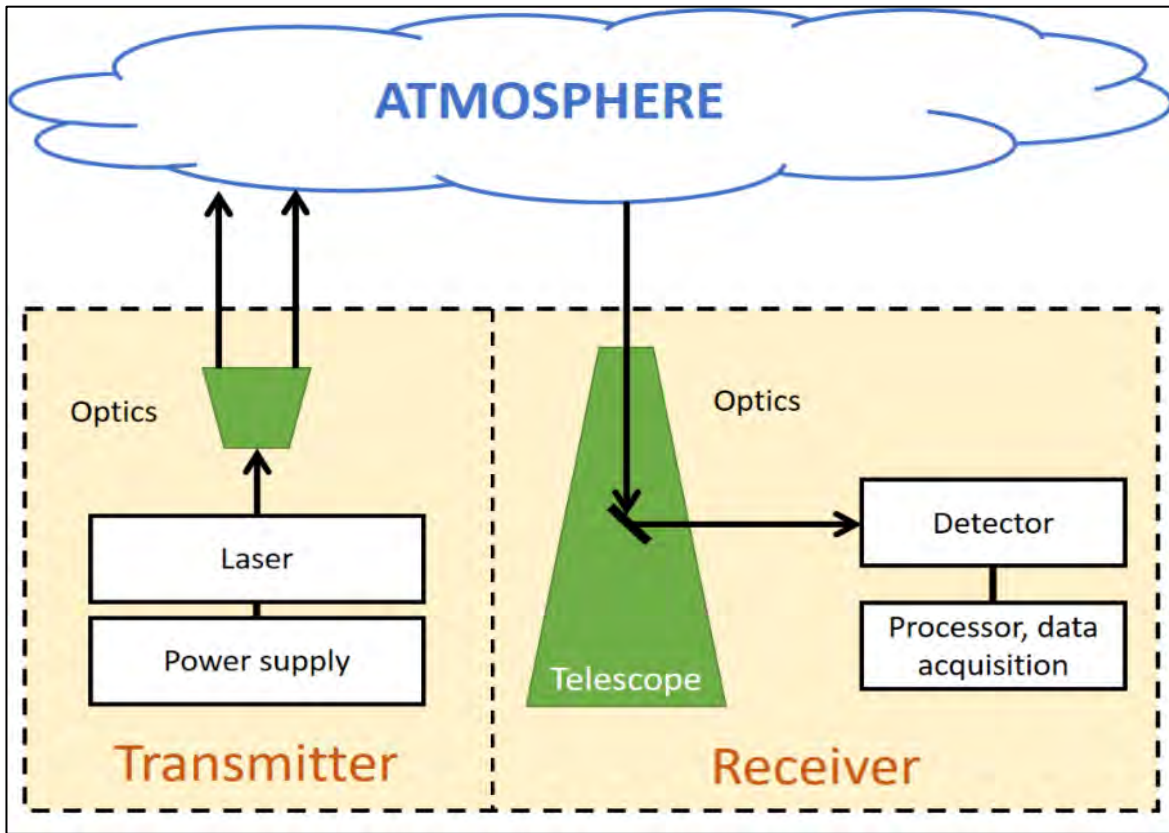 ATMOSPHERE
Optics
Laser
Power supply
Transmitter
Optics
Telescope
Detector
Processor, data
acquisition
Receiver